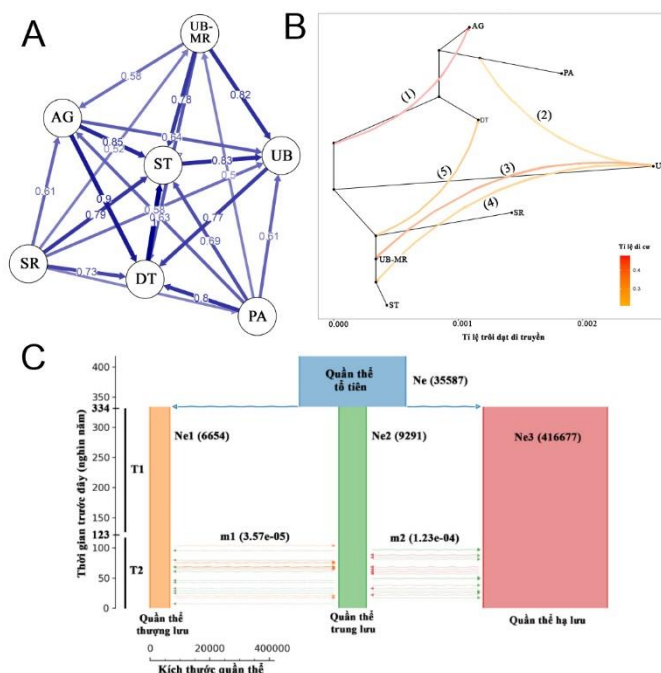 A
UB-
MR
AG
ST
UB
SR
DT
PA
0.58
0.78
0.82
0.64
0.85
0.52
0.83
0.5
0.61
0.9
0.79
0.58
0.63
0.77
0.69
0.61
0.73
0.8
B
AG
PA
DT
U
SR
UB-MR
ST
(1)
(2)
(3)
(4)
(5)
Tỉ lệ di cư
0.4
0.2
0.000
0.001
0.002
Tỉ lệ trôi dạt di truyền
C
Quần thể
tổ tiên
Ne (35587)
Ne1 (6654)
Ne2 (9291)
Ne3 (416677)
T1
T2
m1 (3.57e-05)
m2 (1.23e-04)
Thời gian trước đây (nghìn năm)
400
334
300
250
200
150
123
100
50
0
Quần thể
thượng lưu
Quần thể
trung lưu
Quần thể hạ lưu
0 20000 400000
Kích thước quần thể